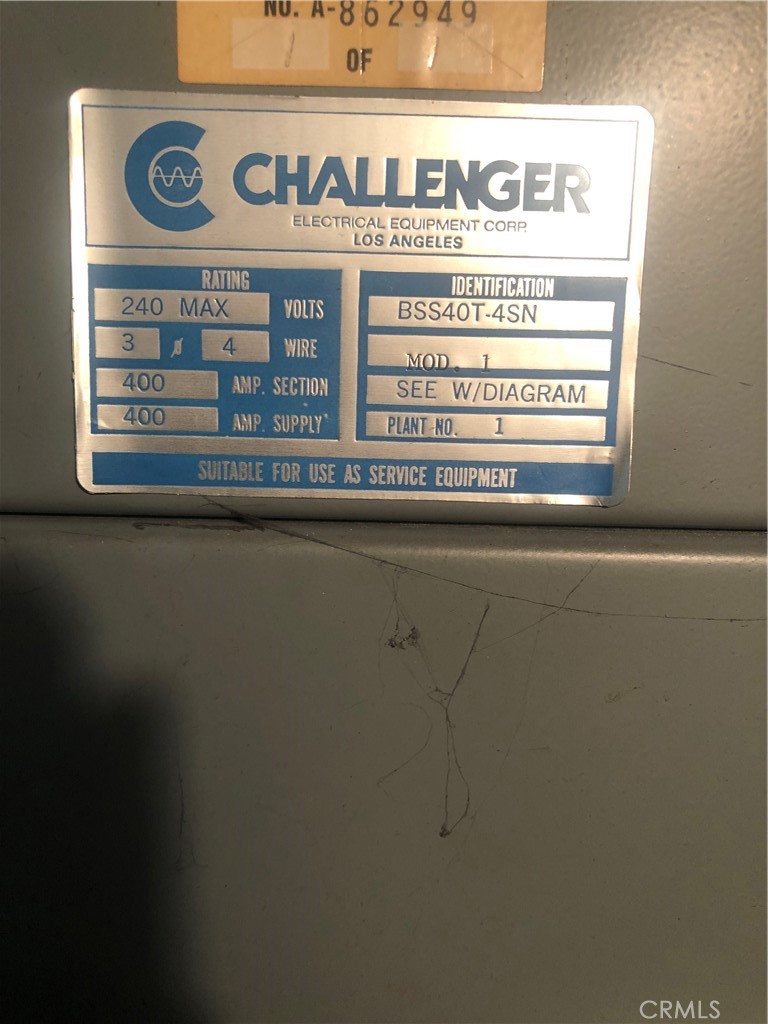 NO. A-862949
1 OF 1
CHALLENGER
ELECTRICAL EQUIPMENT CORP.
LOS ANGELES
RATING
240 MAX VOLTS
3 ø 4 WIRE
400 AMP. SECTION
400 AMP. SUPPLY
IDENTIFICATION
BSS40T-4SN
MOD. 1
SEE W/DIAGRAM
PLANT NO. 1
SUITABLE FOR USE AS SERVICE EQUIPMENT
CRMLS